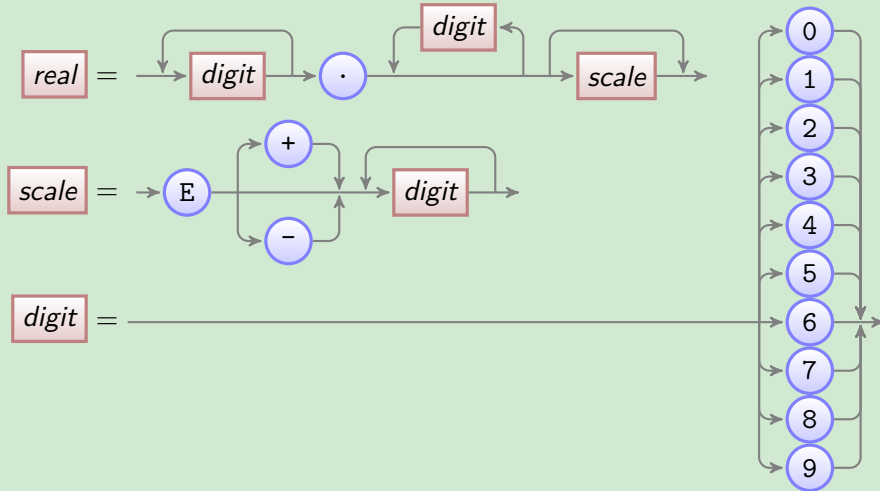 digit
real = digit · scale
scale = E + - digit
digit =
0
1
2
3
4
5
6
7
8
9